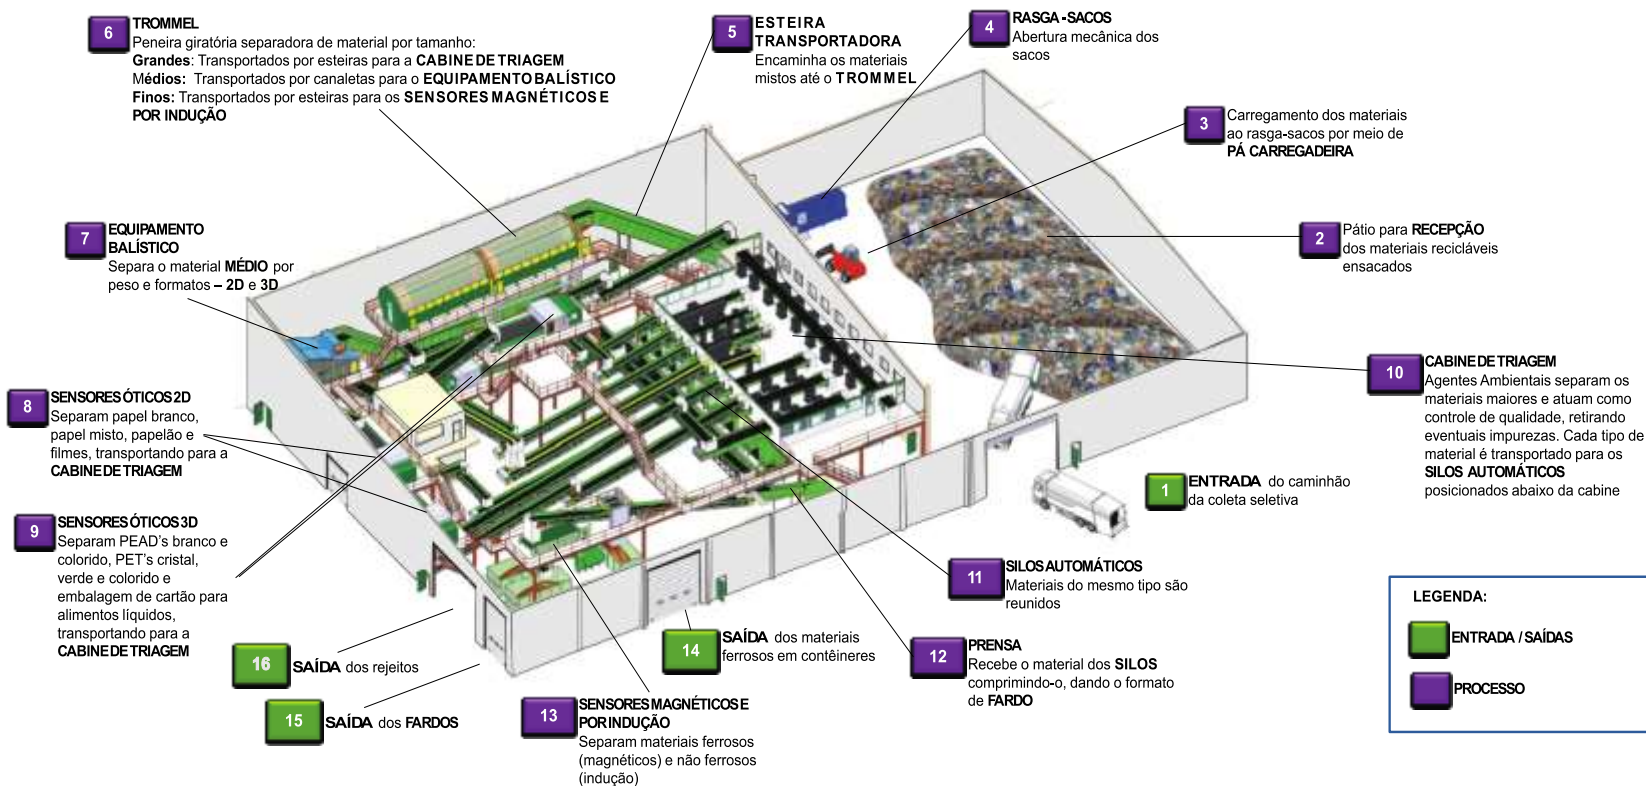 6
TROMMEL
Peneira giratória separadora de material por tamanho:
Grandes: Transportados por esteiras para a CABINE DE TRIAGEM
Médios: Transportados por canaletas para o EQUIPAMENTO BALÍSTICO
Finos: Transportados por esteiras para os SENSORES MAGNÉTICOS E
POR INDUÇÃO
5
ESTEIRA
TRANSPORTADORA
Encaminha os materiais
mistos até o TROMMEL
4
RASGA - SACOS
Abertura mecânica dos
sacos
3
Carregamento dos materiais
ao rasga-sacos por meio de
PÁ CARREGADEIRA
2
Pátio para RECEPÇÃO
dos materiais recicláveis
ensacados
7
EQUIPAMENTO
BALÍSTICO
Separa o material MÉDIO por
peso e formatos – 2D e 3D
8
SENSORES ÓTICOS 2D
Separam papel branco,
papel misto, papelão e
filmes, transportando para a
CABINE DE TRIAGEM
9
SENSORES ÓTICOS 3D
Separam PEAD's branco e
colorido, PET's cristal,
verde e colorido e
embalagem de cartão para
alimentos líquidos,
transportando para a
CABINE DE TRIAGEM
10
CABINE DE TRIAGEM
Agentes Ambientais separam os
materiais maiores e atuam como
controle de qualidade, retirando
eventuais impurezas. Cada tipo de
material é transportado para os
SILOS AUTOMÁTICOS
posicionados abaixo da cabine
1
ENTRADA do caminhão
da coleta seletiva
11
SILOS AUTOMÁTICOS
Materiais do mesmo tipo são
reunidos
12
PRENSA
Recebe o material dos SILOS
comprimindo-o, dando o formato
de FARDO
14
SAÍDA dos materiais
ferrosos em contêineres
16
SAÍDA dos rejeitos
15
SAÍDA dos FARDOS
13
SENSORES MAGNÉTICOS E
POR INDUÇÃO
Separam materiais ferrosos
(magnéticos) e não ferrosos
(indução)
LEGENDA:
ENTRADA / SAÍDAS
PROCESSO